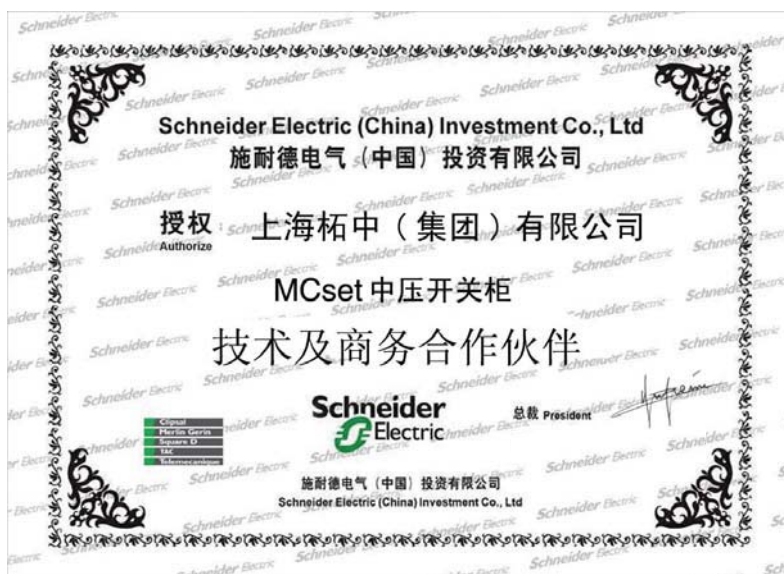 Schneider Electric (China) Investment Co., Ltd
施耐德电气（中国）投资有限公司
授权: 上海柘中（集团）有限公司
Authorize
MCset 中压开关柜
技术及商务合作伙伴
Clipsal
Merlin Gerin
Square D
TAC
Telemecanique
Schneider Electric
总裁 President
施耐德电气（中国）投资有限公司
Schneider Electric (China) Investment Co., Ltd